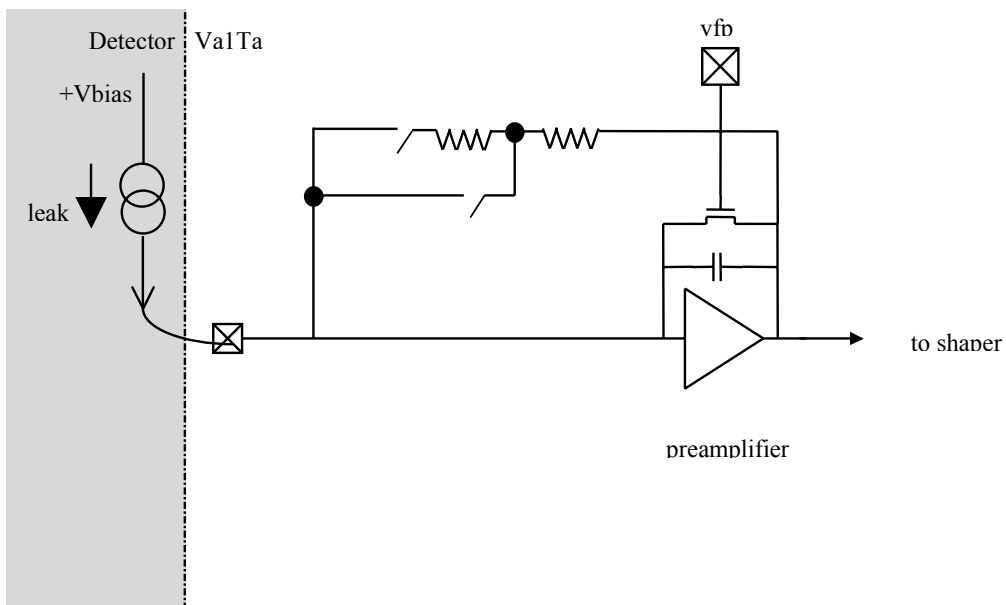 vfp
Detector Va1Ta
+Vbias
leak
to shaper
preamplifier